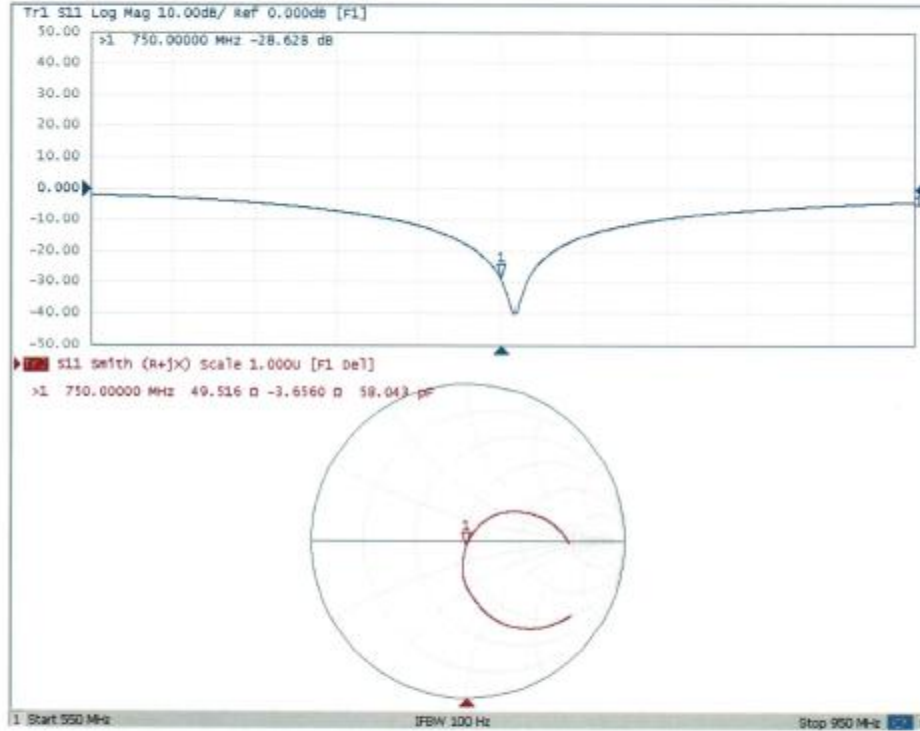 Tr1 S11 Log Mag 10.00dB/ Ref 0.000dB [F1]
50.00
>1 750.00000 MHz -28.628 dB
40.00
30.00
20.00
10.00
0.000
-10.00
-20.00
1
-30.00
-40.00
-50.00
S11 Smith (R+jX) Scale 1.000U [F1 Del]
>1 750.00000 MHz 49.516 Ω -3.6560 Ω 58.043 pF
1
1 Start 550 MHz IFBW 100 Hz Stop 950 MHz